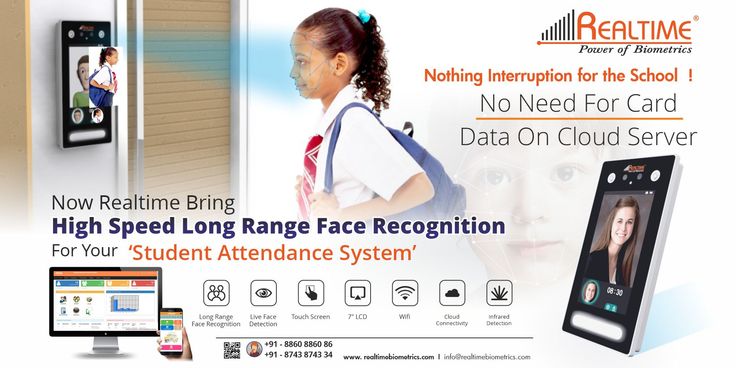 REALTIME®
Power of Biometrics
Nothing Interruption for the School !
No Need For Card
Data On Cloud Server
Now Realtime Bring
High Speed Long Range Face Recognition
For Your 'Student Attendance System'
REALTIME
08:30
Long Range
Face Recognition
Live Face
Detection
Touch Screen
7" LCD
Wifi
Cloud
Connectivity
Infrared
Detection
+91 - 8860 8860 86
+91 - 8743 8743 34
www. realtimebiometrics.com I info@realtimebiometrics.com